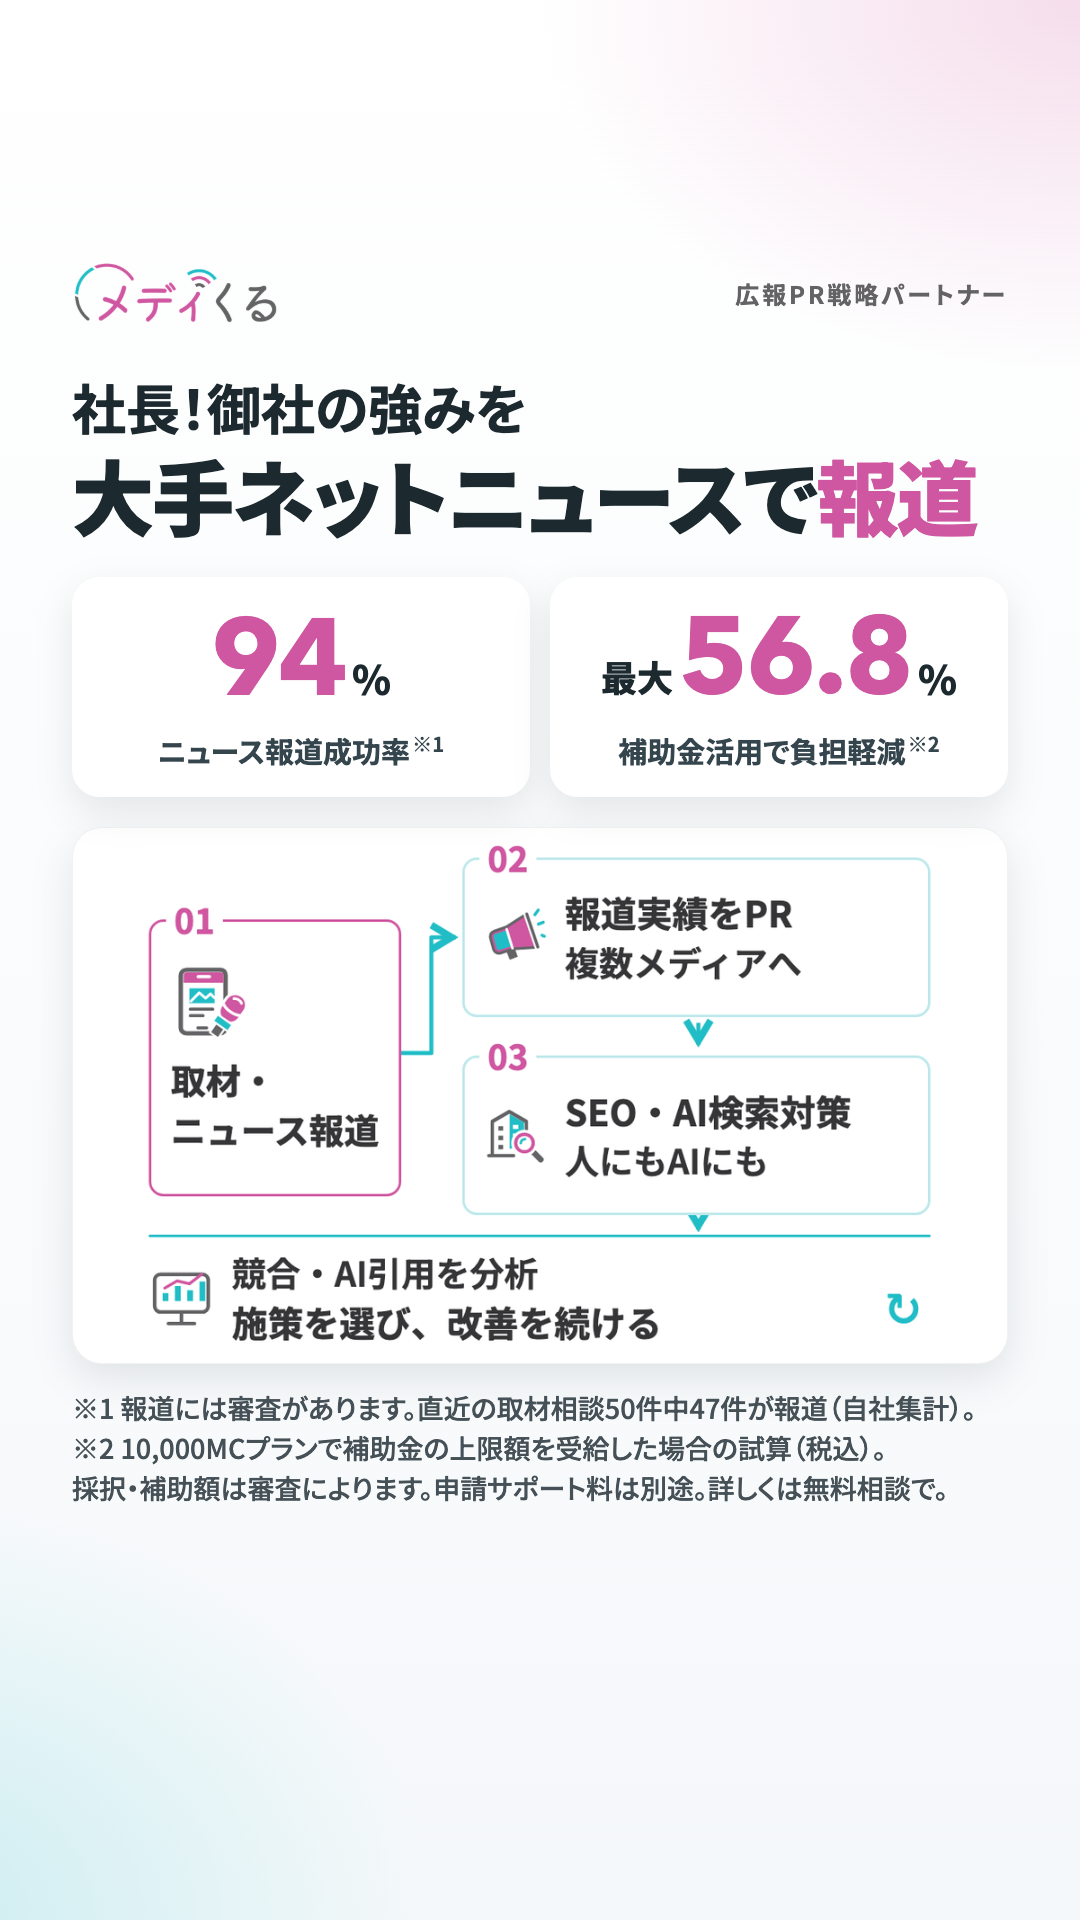 メディくる
広報PR戦略パートナー
社長！御社の強みを
大手ネットニュースで報道
94%
ニュース報道成功率※1
最大56.8%
補助金活用で負担軽減※2
01
取材・
ニュース報道
02
報道実績をPR
複数メディアへ
03
SEO・AI検索対策
人にもAIにも
競合・AI引用を分析
施策を選び、改善を続ける
※1 報道には審査があります。直近の取材相談50件中47件が報道（自社集計）。
※2 10,000MCプランで補助金の上限額を受給した場合の試算（税込）。
採択・補助額は審査によります。申請サポート料は別途。詳しくは無料相談で。